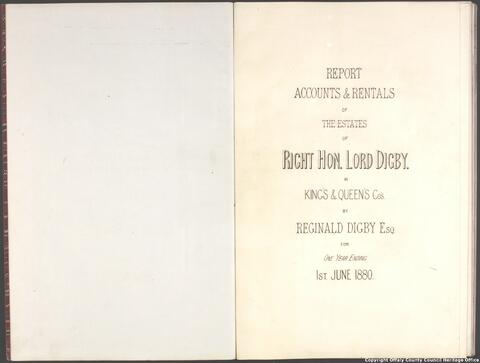 REPORT
ACCOUNTS & RENTALS
OF
THE ESTATES
OF
RIGHT HON. LORD DIGBY.
IN
KING'S & QUEEN'S COS.
BY
REGINALD DIGBY ESQ.
FOR
ONE YEAR ENDING
1ST. JUNE 1880.
Copyright Offaly County Council Heritage Office